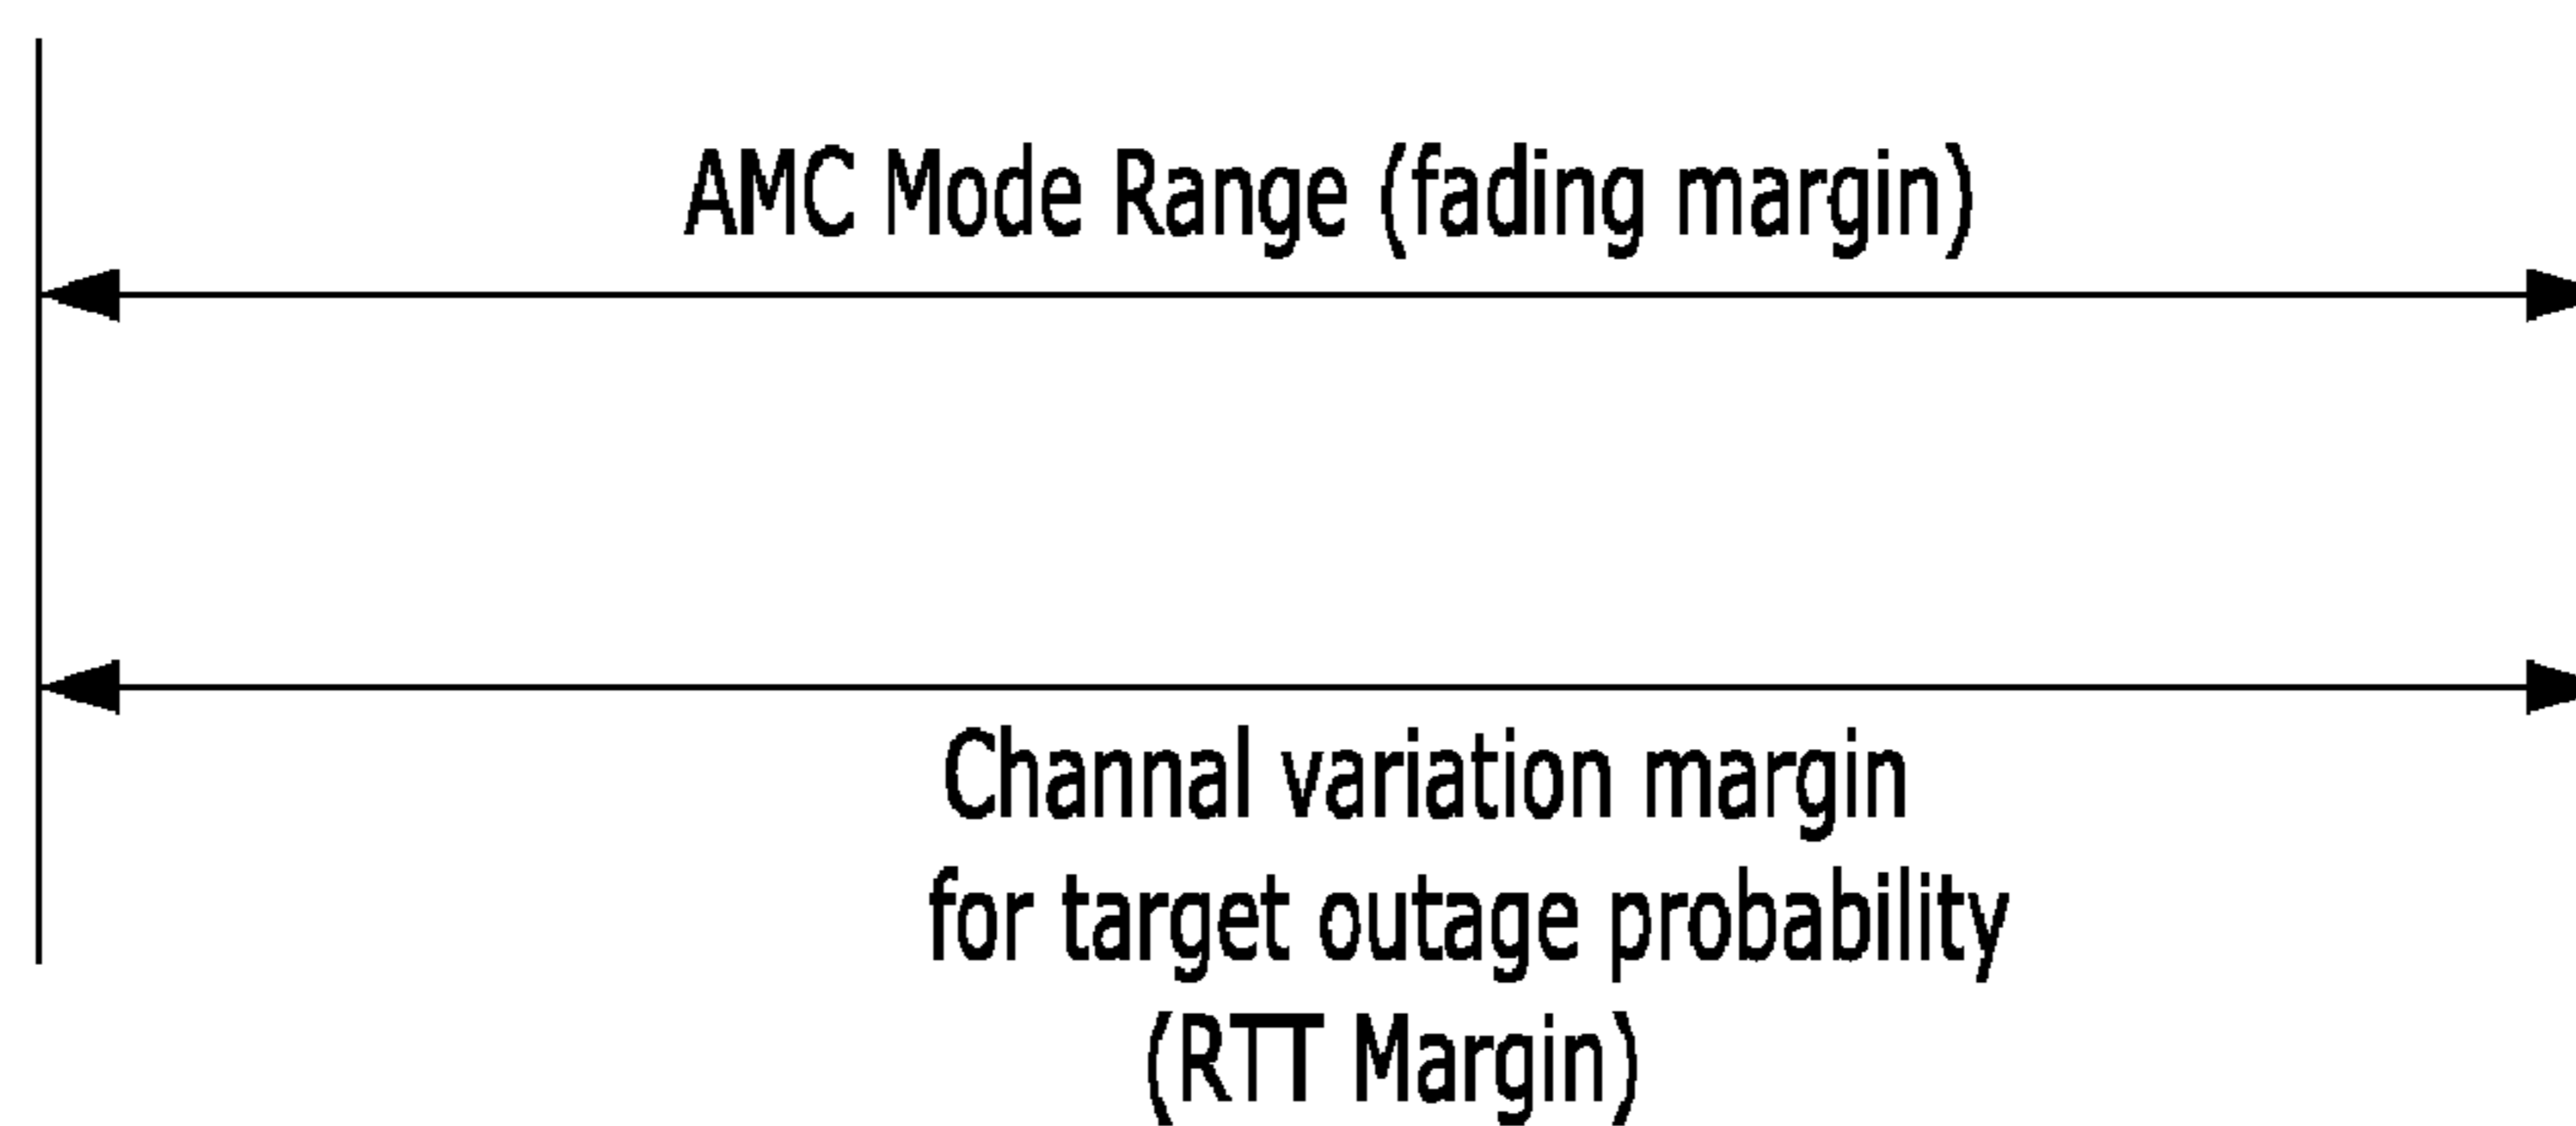 AMC Mode Range (fading margin)
Channal variation margin
for target outage probability
(RTT Margin)